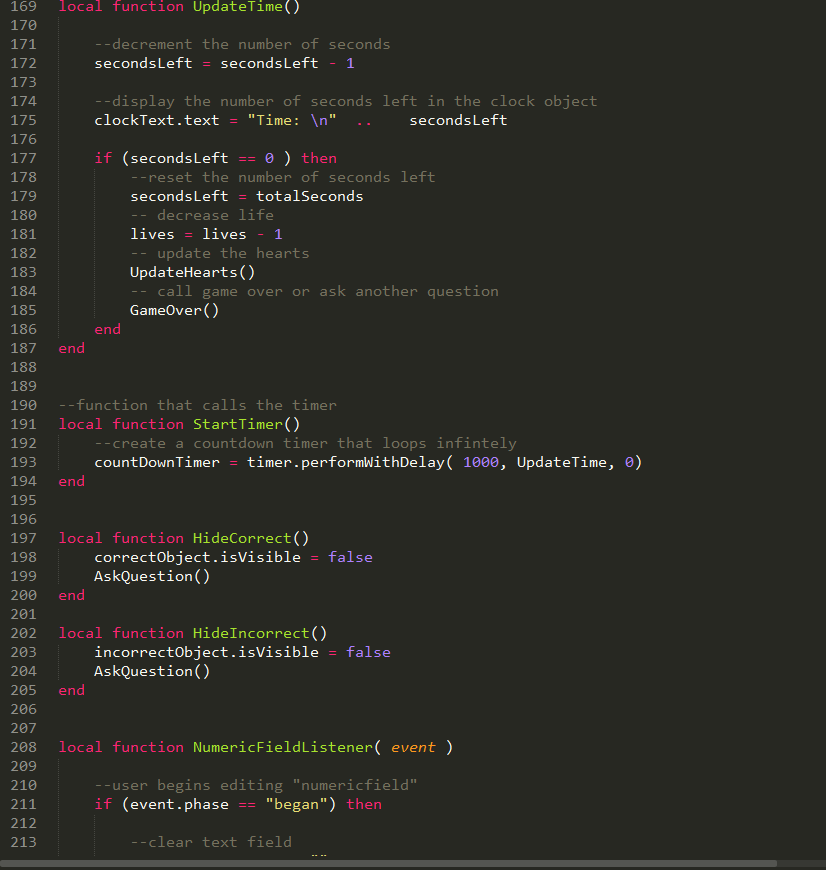 169 local function UpdateTime()
170
171     --decrement the number of seconds
172     secondsLeft = secondsLeft - 1
173
174     --display the number of seconds left in the clock object
175     clockText.text = "Time: \n"  ..    secondsLeft
176
177     if (secondsLeft == 0 ) then
178         --reset the number of seconds left
179         secondsLeft = totalSeconds
180         -- decrease life
181         lives = lives - 1
182         -- update the hearts
183         UpdateHearts()
184         -- call game over or ask another question
185         GameOver()
186     end
187 end
188
189
190 --function that calls the timer
191 local function StartTimer()
192     --create a countdown timer that loops infintely
193     countDownTimer = timer.performWithDelay( 1000, UpdateTime, 0)
194 end
195
196
197 local function HideCorrect()
198     correctObject.isVisible = false
199     AskQuestion()
200 end
201
202 local function HideIncorrect()
203     incorrectObject.isVisible = false
204     AskQuestion()
205 end
206
207
208 local function NumericFieldListener( event )
209
210     --user begins editing "numericfield"
211     if (event.phase == "began") then
212
213         --clear text field